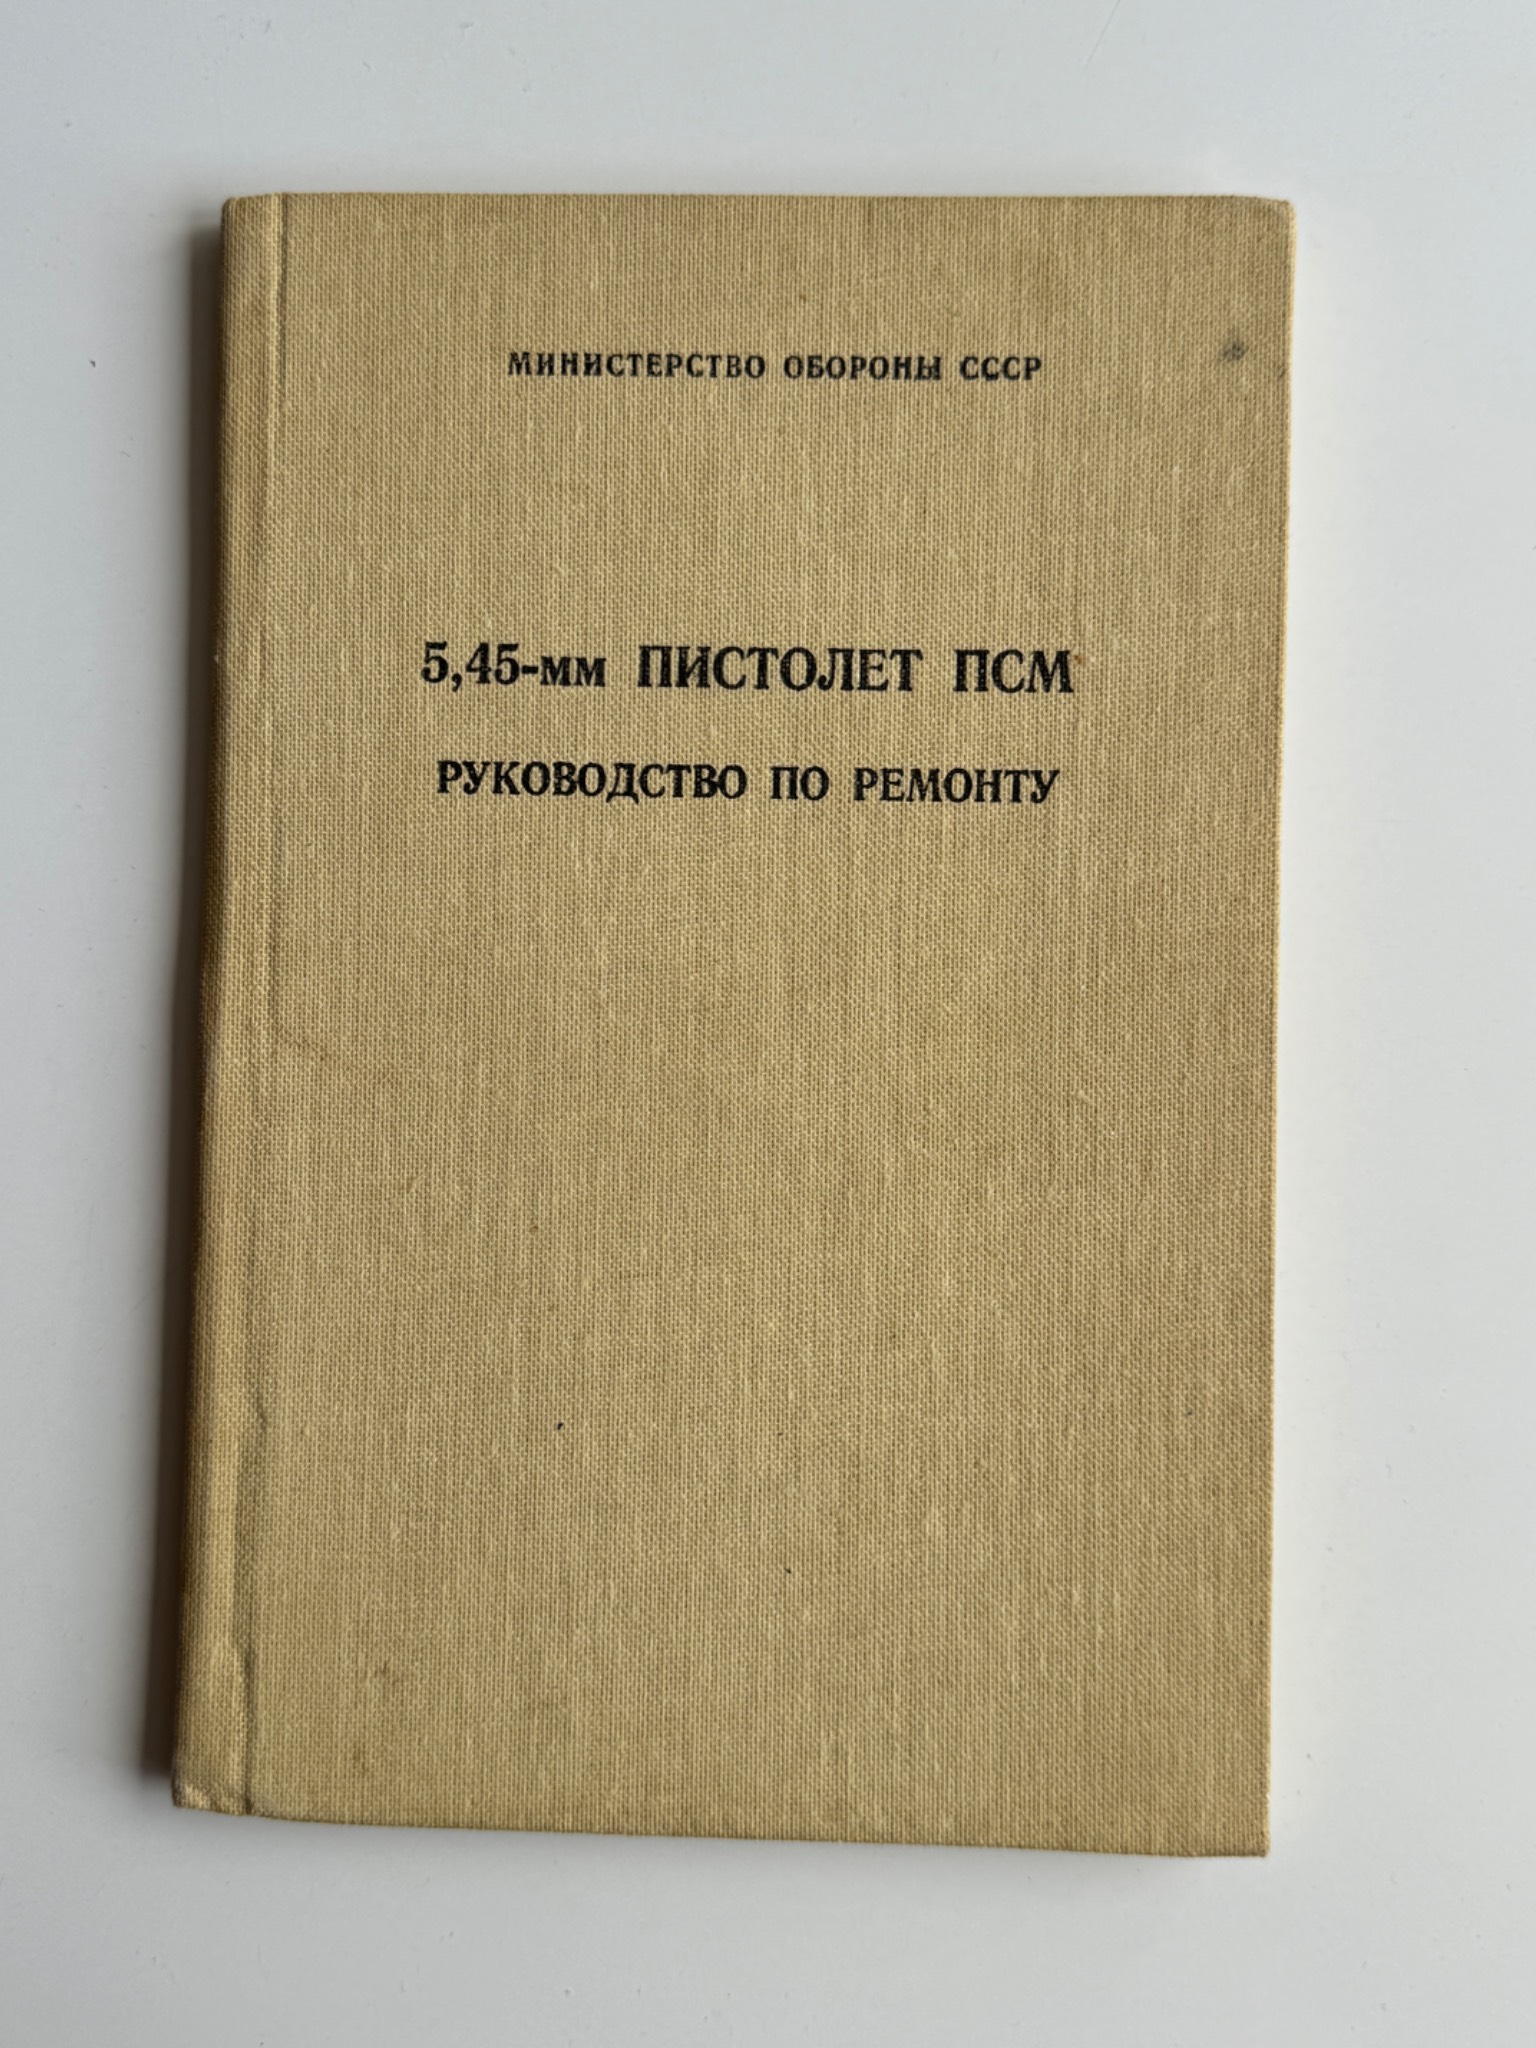 МИНИСТЕРСТВО ОБОРОНЫ СССР
5,45-мм ПИСТОЛЕТ ПСМ
РУКОВОДСТВО ПО РЕМОНТУ